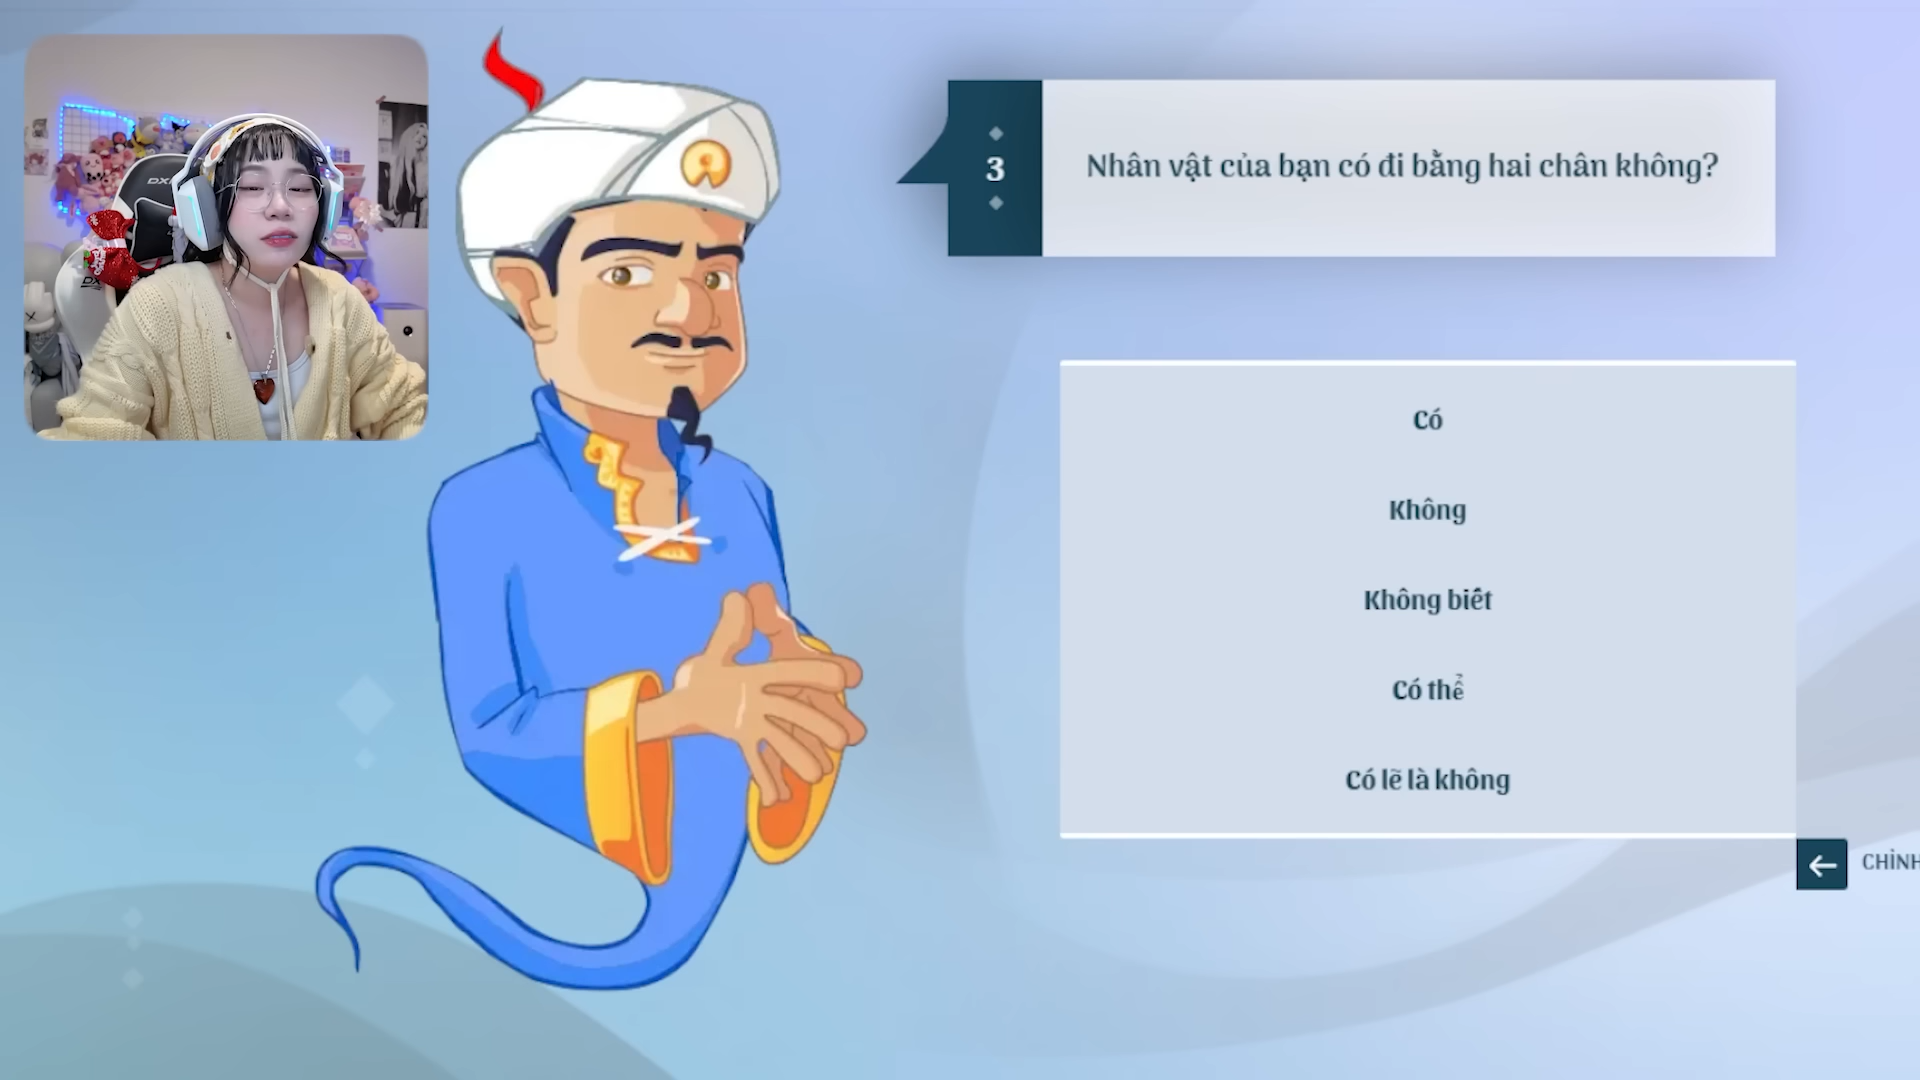 3
Nhân vật của bạn có đi bằng hai chân không?
Có
Không
Không biết
Có thể
Có lẽ là không
CHỈNH